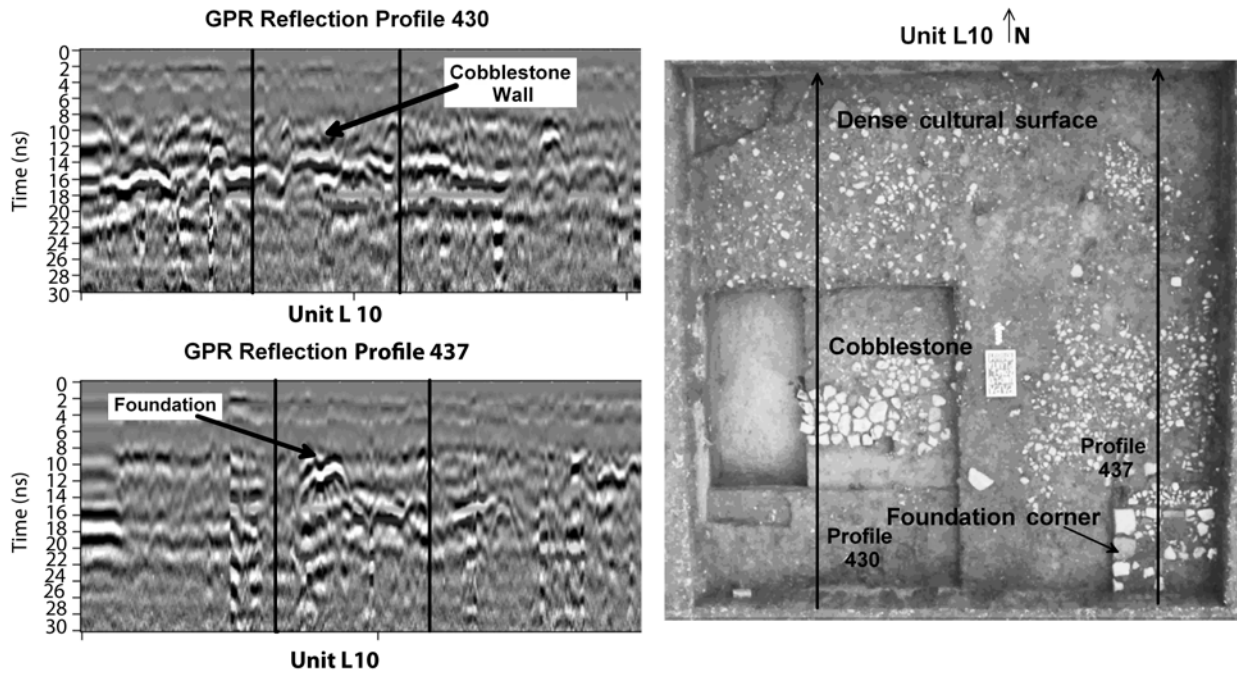 GPR Reflection Profile 430
0
2
4
6
8
10
12
14
16
18
20
22
24
26
28
30
Time (ns)
Cobblestone
Wall
Unit L 10
GPR Reflection Profile 437
0
2
4
6
8
10
12
14
16
18
20
22
24
26
28
30
Time (ns)
Foundation
Unit L10
Unit L10 N
Dense cultural surface
Cobblestone
Profile
437
Foundation corner
Profile
430